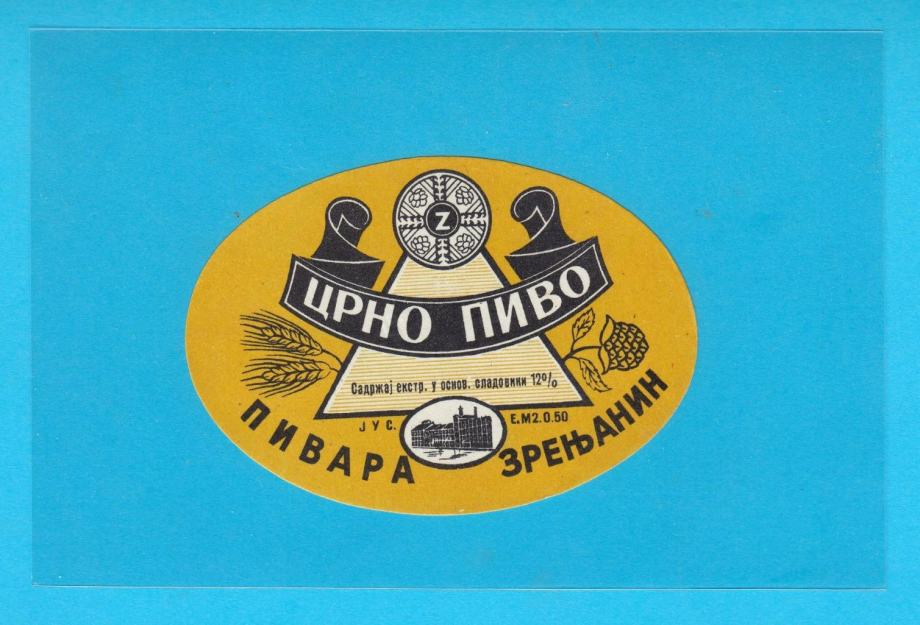 Z
ЦРНО ПИВО
Садржај екстр. у основ. сладовини 12%
ЈУС. Е.М2.0.50
ПИВАРА ЗРЕЊАНИН